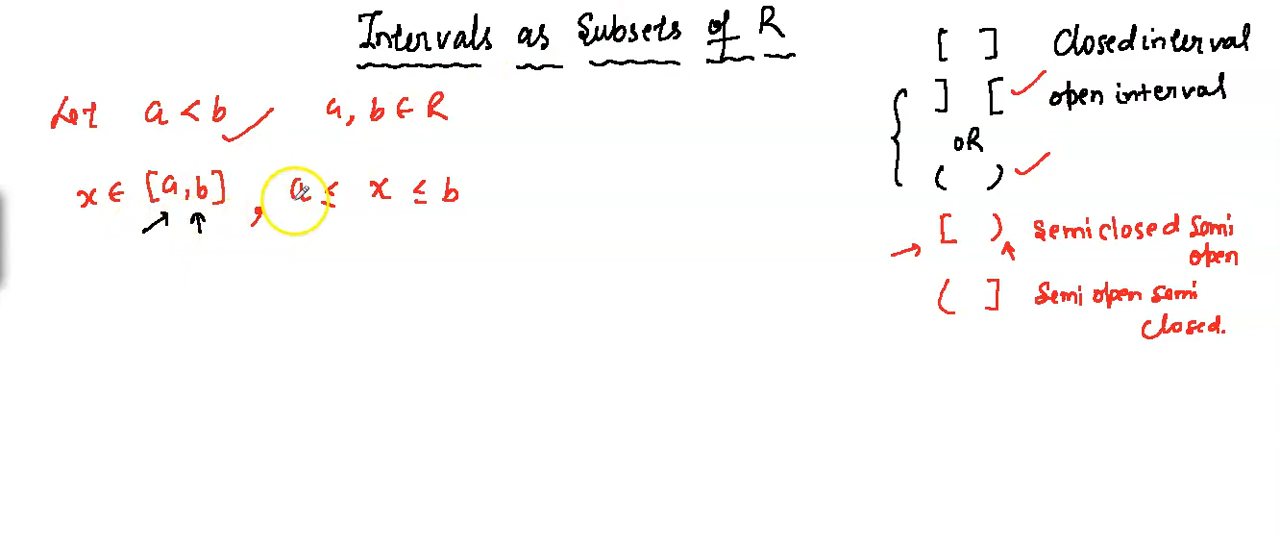 Intervals as Subsets of R
Let a < b a, b ∈ R
x ∈ [a, b] , a ≤ x ≤ b
[ ] Closed interval
] [ open interval
OR
( )
[ ) Semi closed Semi
open
( ] Semi open semi
closed.